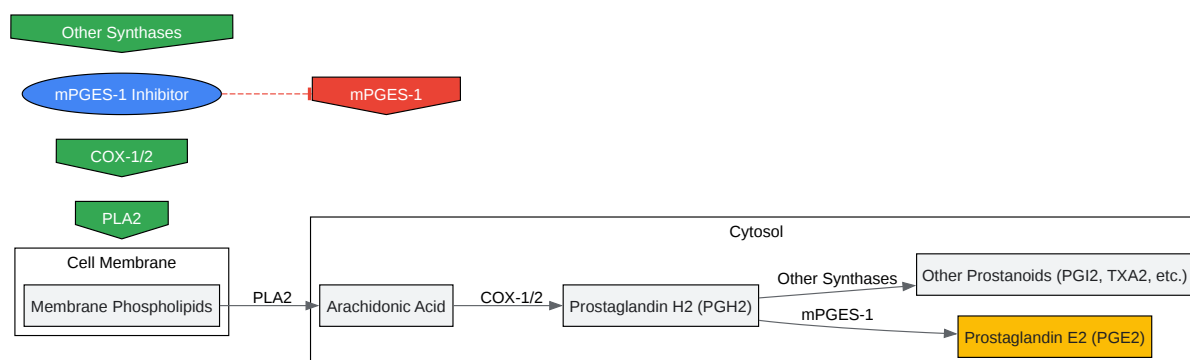 Other Synthases
mPGES-1 Inhibitor
mPGES-1
COX-1/2
PLA2
Cell Membrane
Membrane Phospholipids
PLA2
Cytosol
Arachidonic Acid
COX-1/2
Prostaglandin H2 (PGH2)
Other Synthases
Other Prostanoids (PGI2, TXA2, etc.)
mPGES-1
Prostaglandin E2 (PGE2)